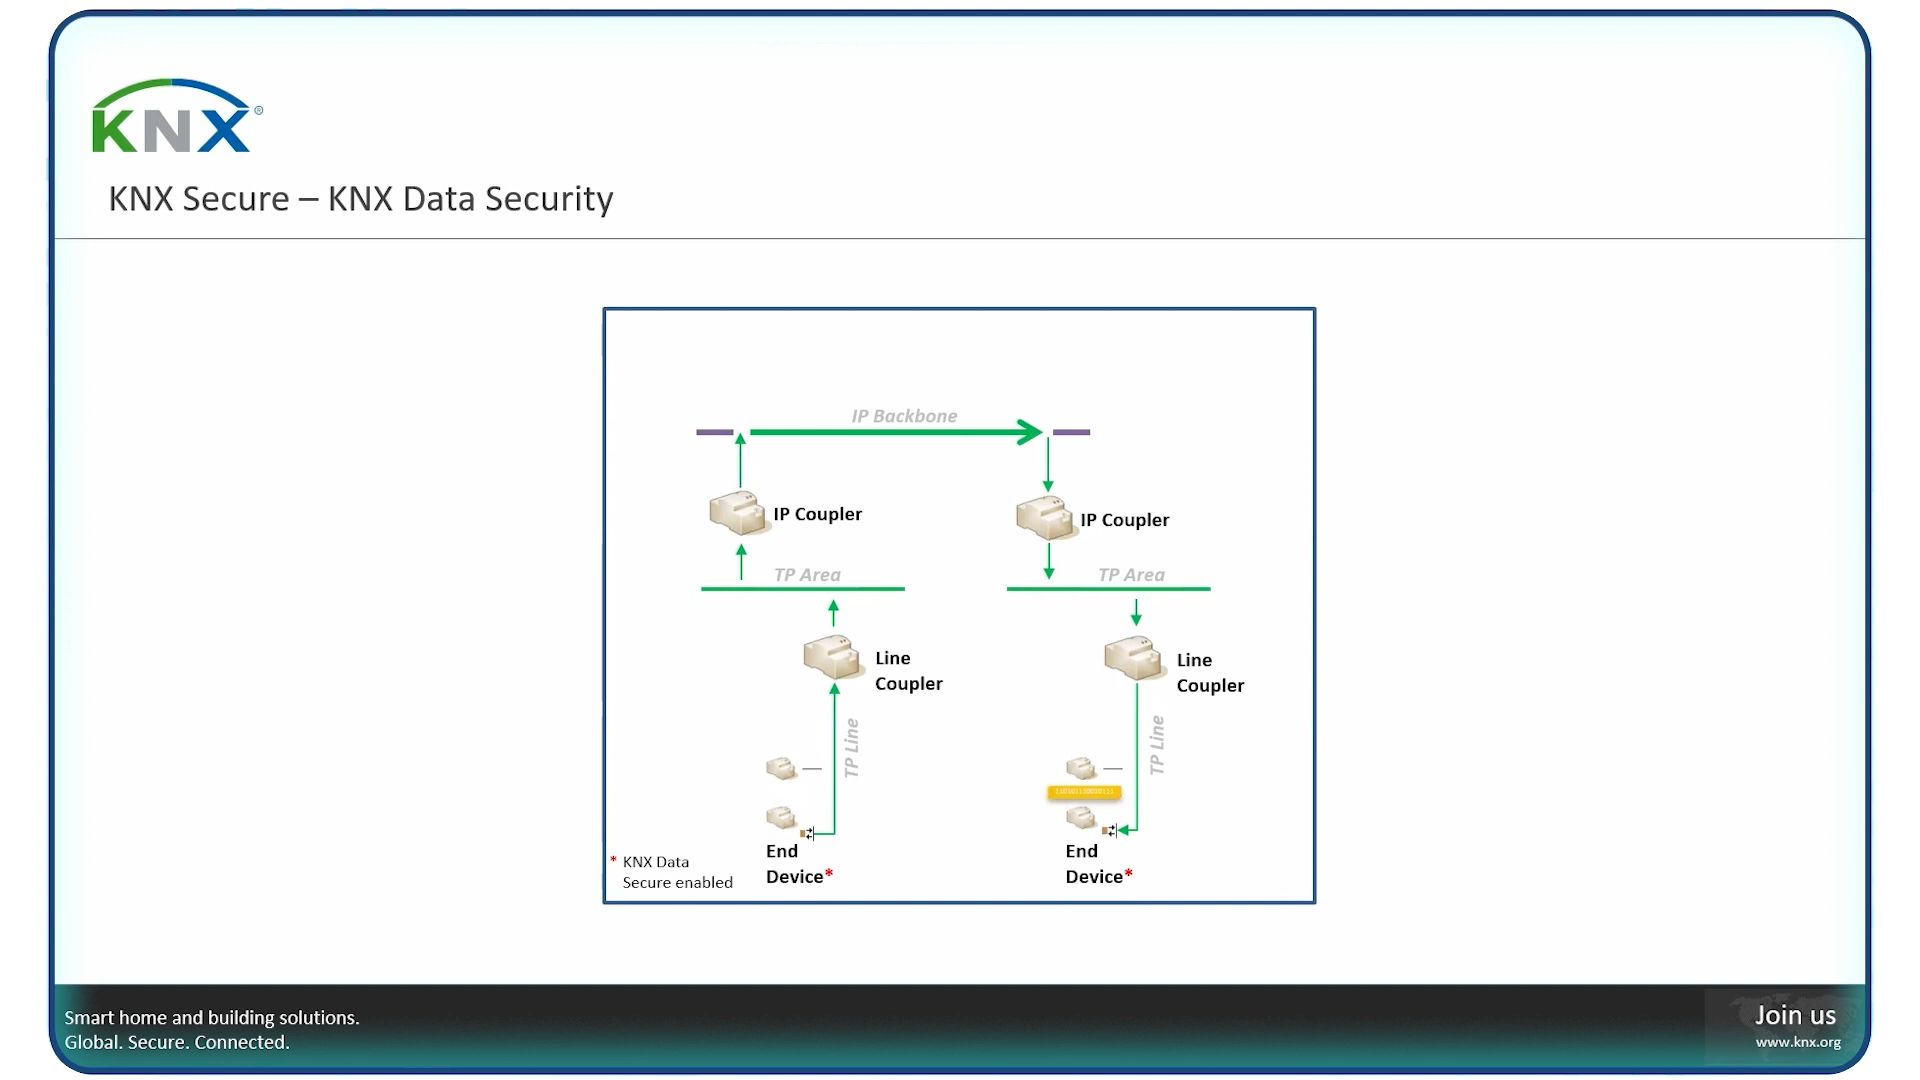 KNX®
KNX Secure – KNX Data Security
IP Backbone
IP Coupler
IP Coupler
TP Area
TP Area
Line
Coupler
Line
Coupler
TP Line
TP Line
End
Device*
End
Device*
* KNX Data
Secure enabled
Smart home and building solutions.
Global. Secure. Connected.
Join us
www.knx.org